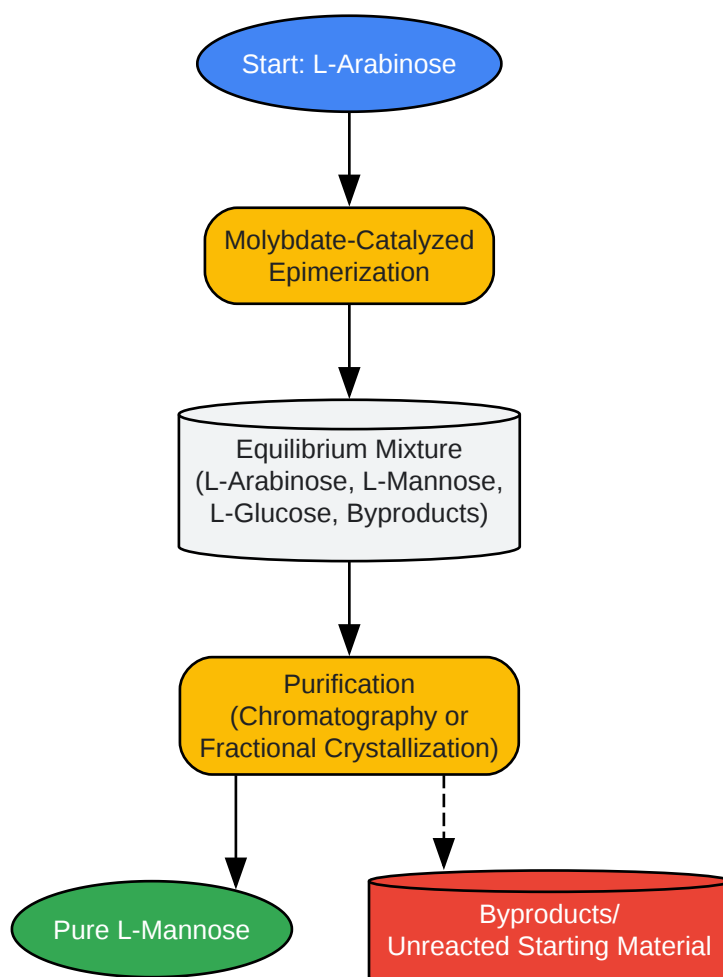 Start: L-Arabinose
Molybdate-Catalyzed
Epimerization
Equilibrium Mixture
(L-Arabinose, L-Mannose,
L-Glucose, Byproducts)
Purification
(Chromatography or
Fractional Crystallization)
Pure L-Mannose
Byproducts/
Unreacted Starting Material